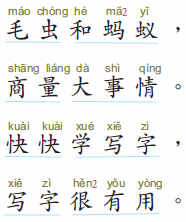 máo chóng hé mǎ2 yǐ
毛虫和蚂蚁，
shāng liáng dà shì qíng
商量大事情。
kuài kuài xué xiě zì
快快学写字，
xiě zì hěn2 yǒu yòng
写字很有用。